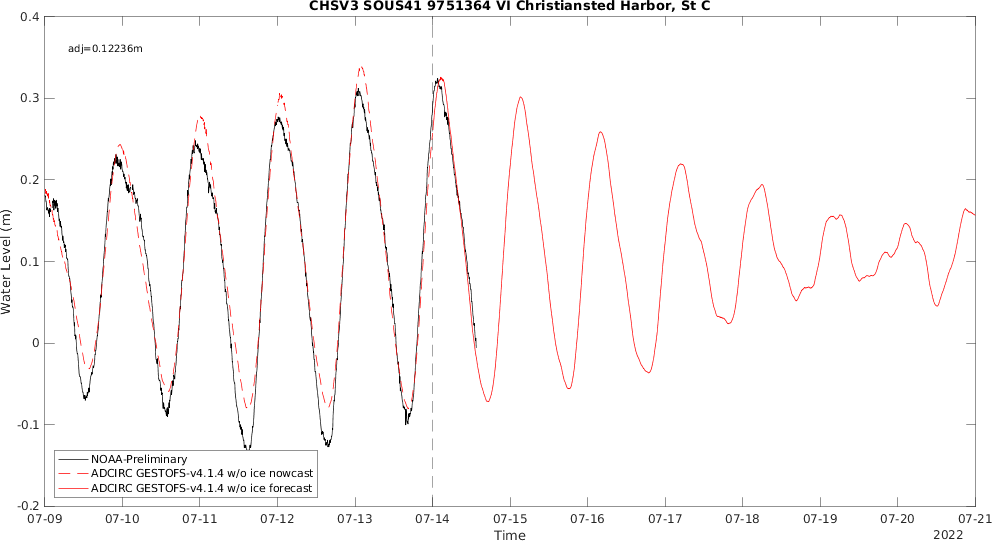 CHSV3 SOUS41 9751364 VI Christiansted Harbor, St C
adj=0.12236m
0.4
0.3
0.2
0.1
0
-0.1
-0.2
Water Level (m)
NOAA-Preliminary
ADCIRC GESTOFS-v4.1.4 w/o ice nowcast
ADCIRC GESTOFS-v4.1.4 w/o ice forecast
07-09 07-10 07-11 07-12 07-13 07-14 07-15 07-16 07-17 07-18 07-19 07-20 07-21
Time
2022